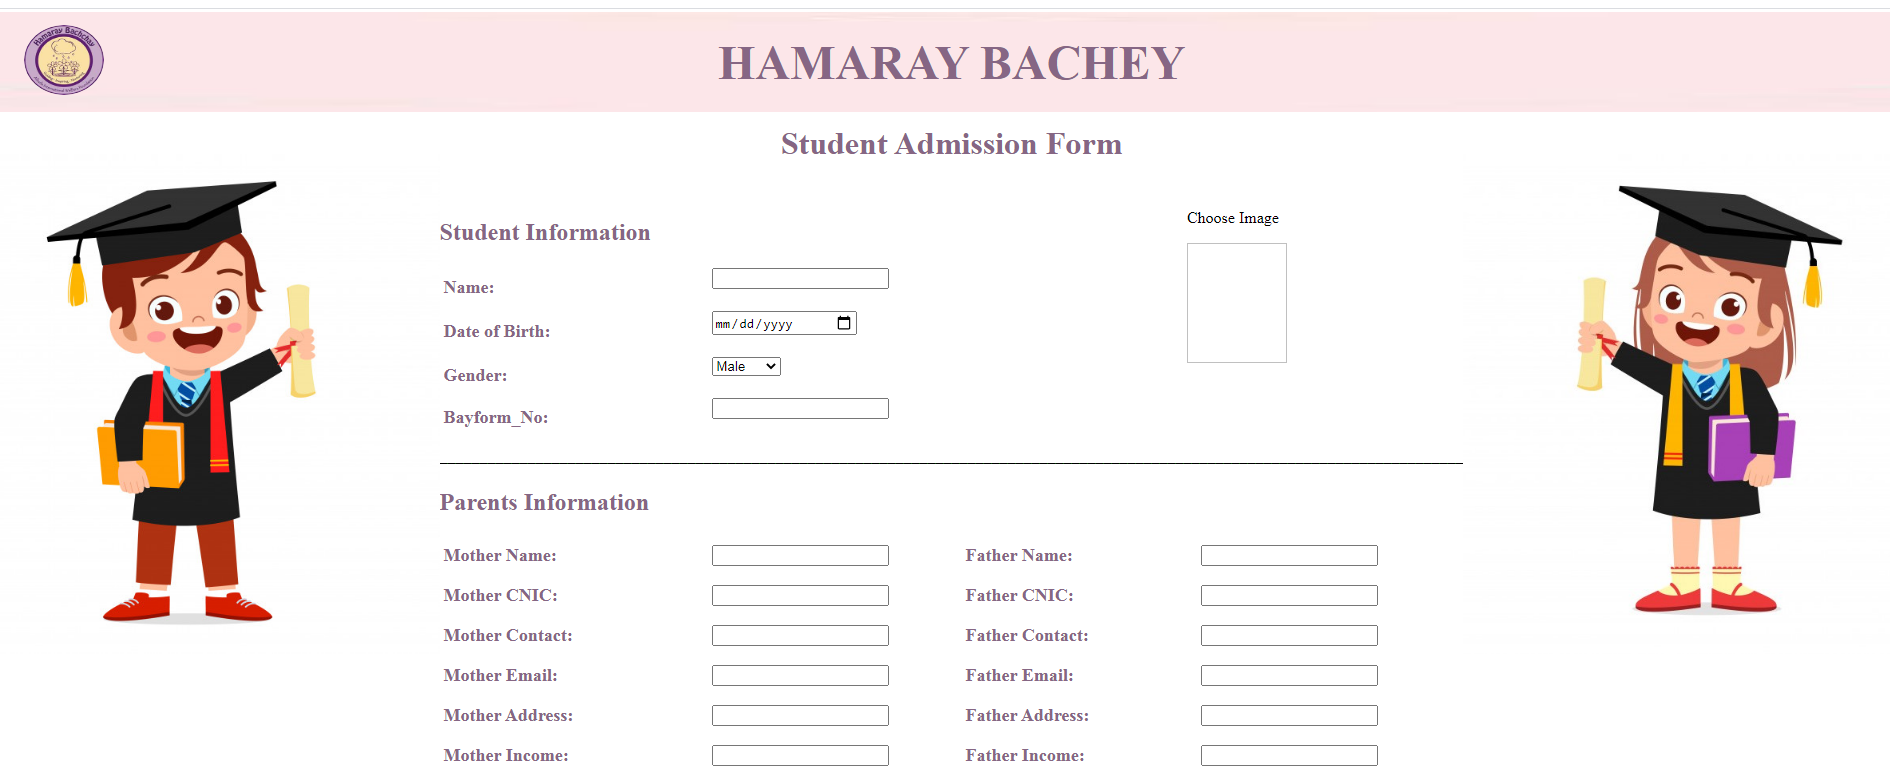 Hamaray Bachchay
HAMARAY BACHEY
Student Admission Form
Student Information
Choose Image
Name:
Date of Birth: mm/dd/yyyy
Gender: Male
Bayform_No:
Parents Information
Mother Name: Father Name:
Mother CNIC: Father CNIC:
Mother Contact: Father Contact:
Mother Email: Father Email:
Mother Address: Father Address:
Mother Income: Father Income: